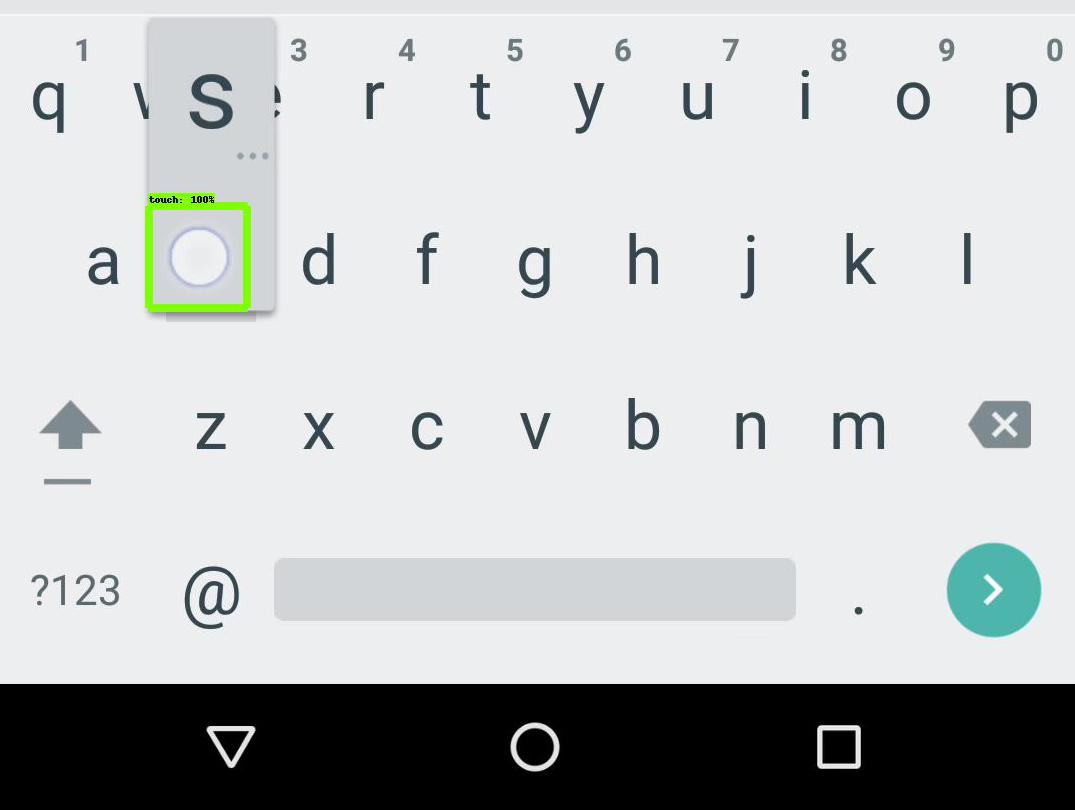 1 3 4 5 6 7 8 9 0
q w S e r t y u i o p
touch: 100%
a d f g h j k l
z x c v b n m
?123 @ .